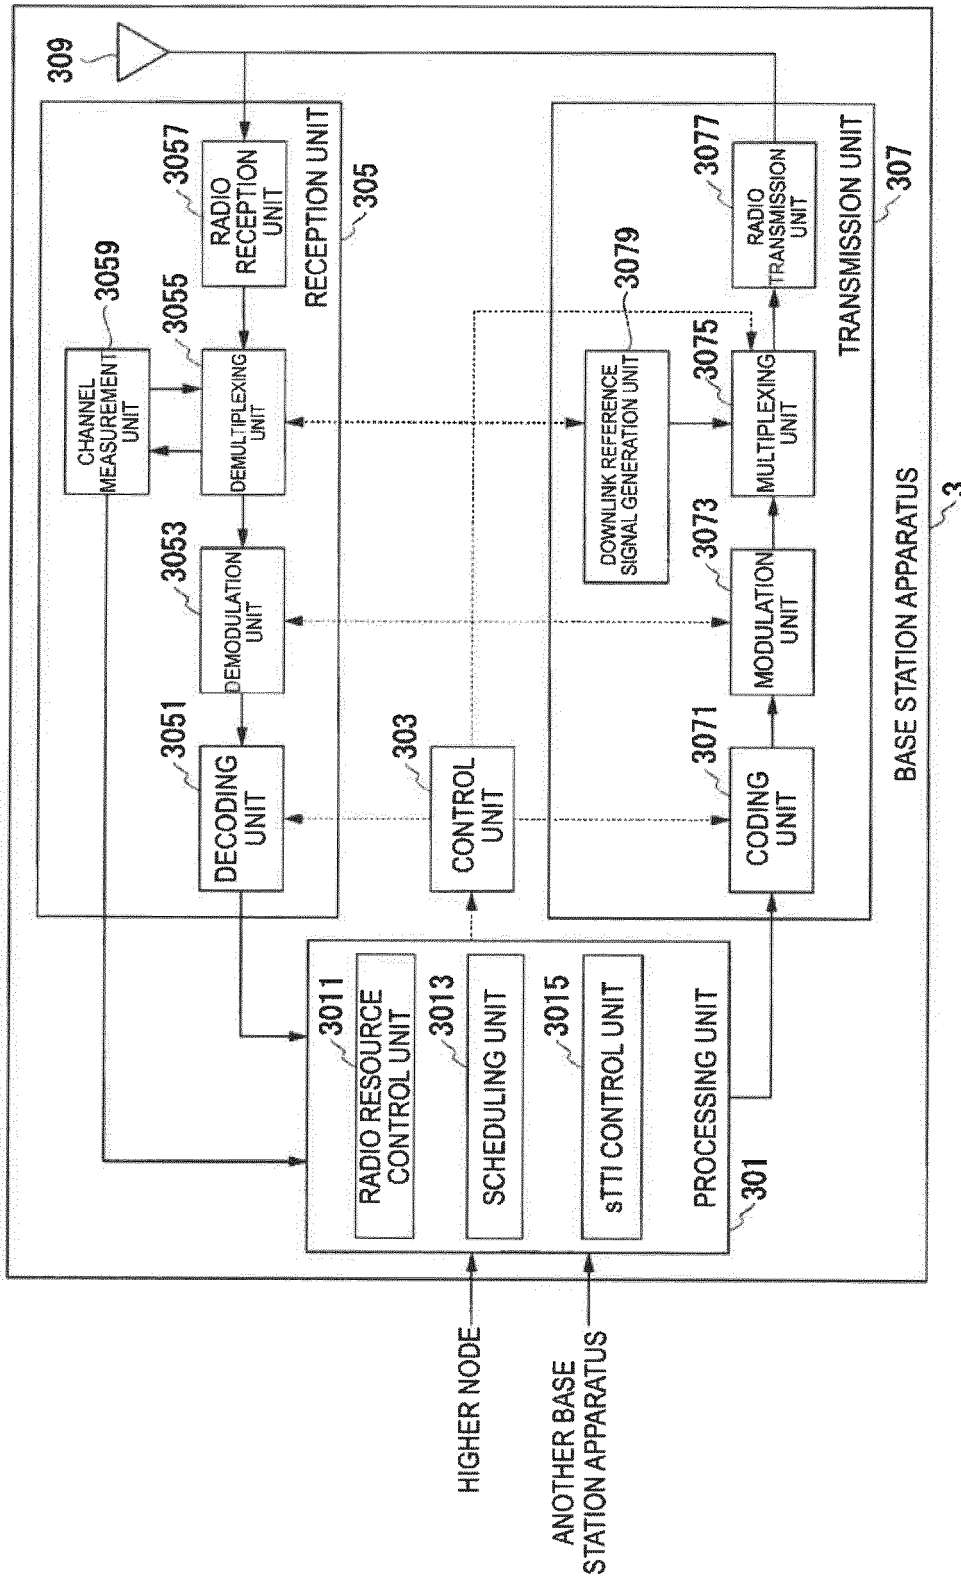 309
3057
RADIO
RECEPTION
UNIT
RECEPTION UNIT
305
3059
CHANNEL
MEASUREMENT
UNIT
3055
DEMULTIPLEXING
UNIT
3053
DEMODULATION
UNIT
3051
DECODING
UNIT
303
CONTROL
UNIT
3077
RADIO
TRANSMISSION
UNIT
TRANSMISSION UNIT
307
3079
DOWNLINK REFERENCE
SIGNAL GENERATION UNIT
3075
MULTIPLEXING
UNIT
3073
MODULATION
UNIT
3071
CODING
UNIT
3011
RADIO RESOURCE
CONTROL UNIT
3013
SCHEDULING UNIT
3015
sTTI CONTROL UNIT
PROCESSING UNIT
301
BASE STATION APPARATUS
3
HIGHER NODE
ANOTHER BASE
STATION APPARATUS